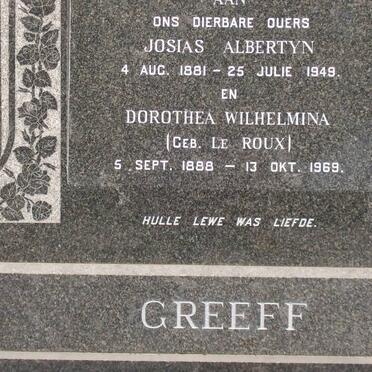 AAN
ONS DIERBARE OUERS
JOSIAS ALBERTYN
4 AUG. 1881 - 25 JULIE 1949.
EN
DOROTHEA WILHELMINA
(GEB. LE ROUX)
5 SEPT. 1888 - 13 OKT. 1969.
HULLE LEWE WAS LIEFDE.
GREEFF